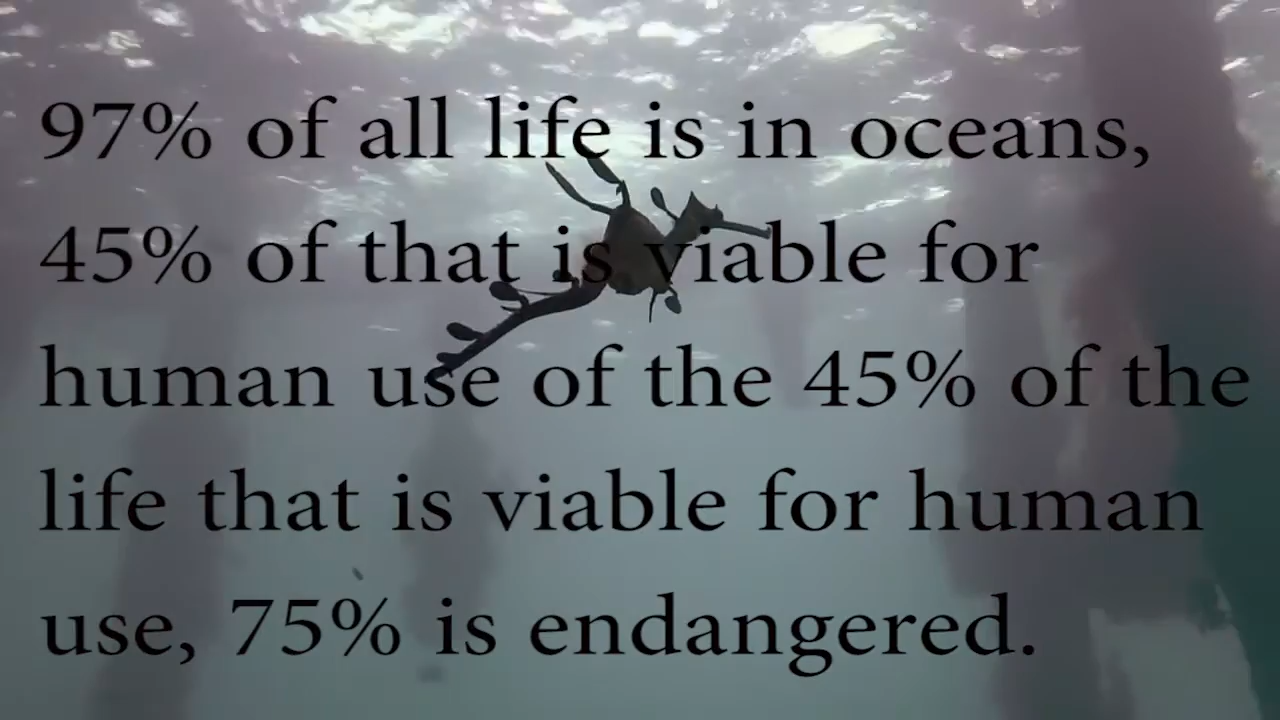 97% of all life is in oceans,
45% of that is viable for
human use of the 45% of the
life that is viable for human
use, 75% is endangered.